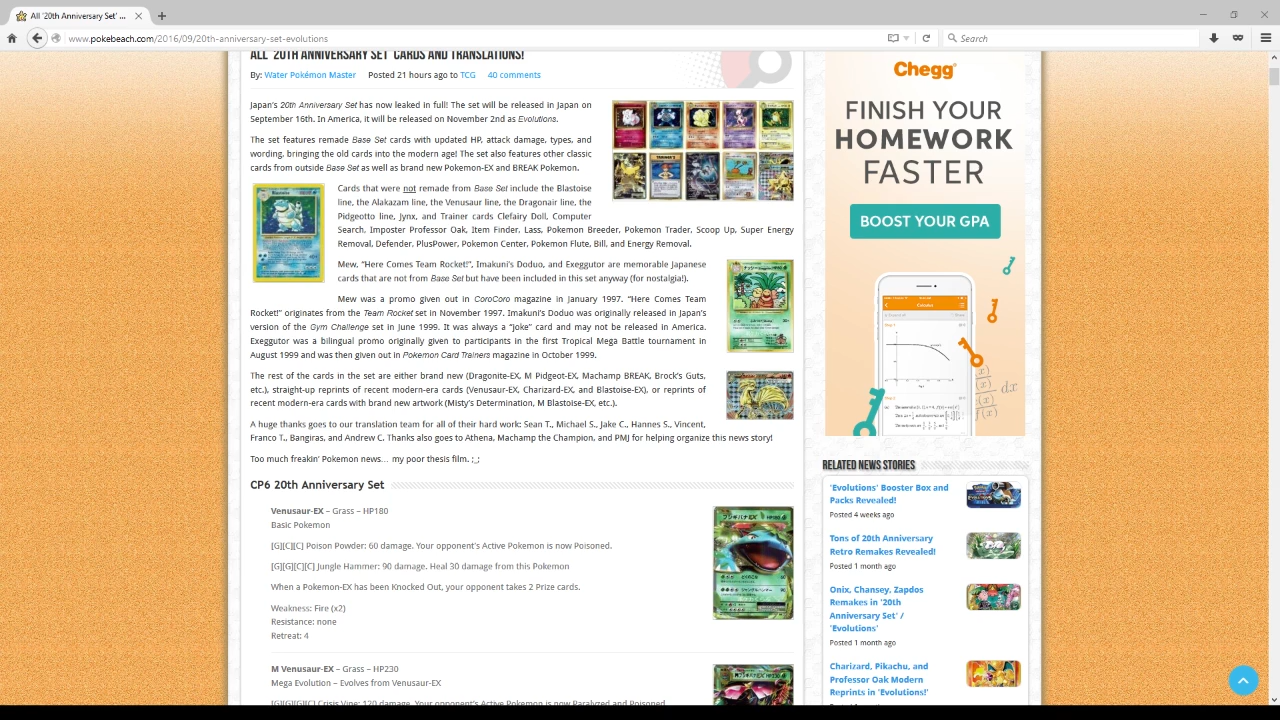 All '20th Anniversary Set' C
www.pokebeach.com/2016/09/20th-anniversary-set-evolutions
Search
ALL '20TH ANNIVERSARY SET' CARDS AND TRANSLATIONS!
By: Water Pokémon Master Posted 21 hours ago to TCG 40 comments
Japan's 20th Anniversary Set has now leaked in full! The set will be released in Japan on
September 16th. In America, it will be released on November 2nd as Evolutions.
The set features remade Base Set cards with updated HP, attack damage, types, and
wording, bringing the old cards into the modern age! The set also features other classic
cards from outside Base Set as well as brand new Pokemon-EX and BREAK Pokemon.
Cards that were not remade from Base Set include the Blastoise
line, the Alakazam line, the Venusaur line, the Dragonair line, the
Pidgeotto line, Jynx, and Trainer cards Clefairy Doll, Computer
Search, Imposter Professor Oak, Item Finder, Lass, Pokemon Breeder, Pokemon Trader, Scoop Up, Super Energy
Removal, Defender, PlusPower, Pokemon Center, Pokemon Flute, Bill, and Energy Removal.
Mew, "Here Comes Team Rocket!", Imakuni's Doduo, and Exeggutor are memorable Japanese
cards that are not from Base Set but have been included in this set anyway (for nostalgia!).
Mew was a promo given out in CoroCoro magazine in January 1997. "Here Comes Team
Rocket!" originates from the Team Rocket set in November 1997. Imakuni's Doduo was originally released in Japan's
version of the Gym Challenge set in June 1999. It was always a "joke" card and may not be released in America.
Exeggutor was a bilingual promo originally given to participants in the first Tropical Mega Battle tournament in
August 1999 and was then given out in Pokemon Card Trainers magazine in October 1999.
The rest of the cards in the set are either brand new (Dragonite-EX, M Pidgeot-EX, Machamp BREAK, Brock's Guts,
etc.), straight-up reprints of recent modern-era cards (Venusaur-EX, Charizard-EX, and Blastoise-EX), or reprints of
recent modern-era cards with brand new artwork (Misty's Determination, M Blastoise-EX, etc.).
A huge thanks goes to our translation team for all of their hard work: Sean T., Michael S., Jake C., Hannes S., Vincent,
Franco T., Bangiras, and Andrew C. Thanks also goes to Athena, Machamp the Champion, and PMJ for helping organize this news story!
Too much freakin' Pokemon news... my poor thesis film. ;_;
CP6 20th Anniversary Set
Venusaur-EX – Grass – HP180
Basic Pokemon
[G][C][C] Poison Powder: 60 damage. Your opponent's Active Pokemon is now Poisoned.
[G][G][C][C] Jungle Hammer: 90 damage. Heal 30 damage from this Pokemon
When a Pokemon-EX has been Knocked Out, your opponent takes 2 Prize cards.
Weakness: Fire (x2)
Resistance: none
Retreat: 4
M Venusaur-EX – Grass – HP230
Mega Evolution – Evolves from Venusaur-EX
[G][G][G][C] Crisis Vine: 120 damage. Your opponent's Active Pokemon is now Paralyzed and Poisoned.
Chegg
FINISH YOUR
HOMEWORK
FASTER
BOOST YOUR GPA
RELATED NEWS STORIES
'Evolutions' Booster Box and
Packs Revealed!
Posted 4 weeks ago
Tons of 20th Anniversary
Retro Remakes Revealed!
Posted 1 month ago
Onix, Chansey, Zapdos
Remakes in '20th
Anniversary Set' /
'Evolutions'
Posted 1 month ago
Charizard, Pikachu, and
Professor Oak Modern
Reprints in 'Evolutions!'